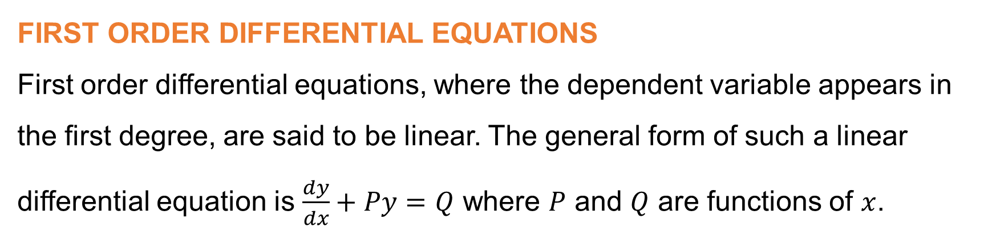 FIRST ORDER DIFFERENTIAL EQUATIONS
First order differential equations, where the dependent variable appears in
the first degree, are said to be linear. The general form of such a linear
differential equation is dy/dx + Py = Q where P and Q are functions of x.